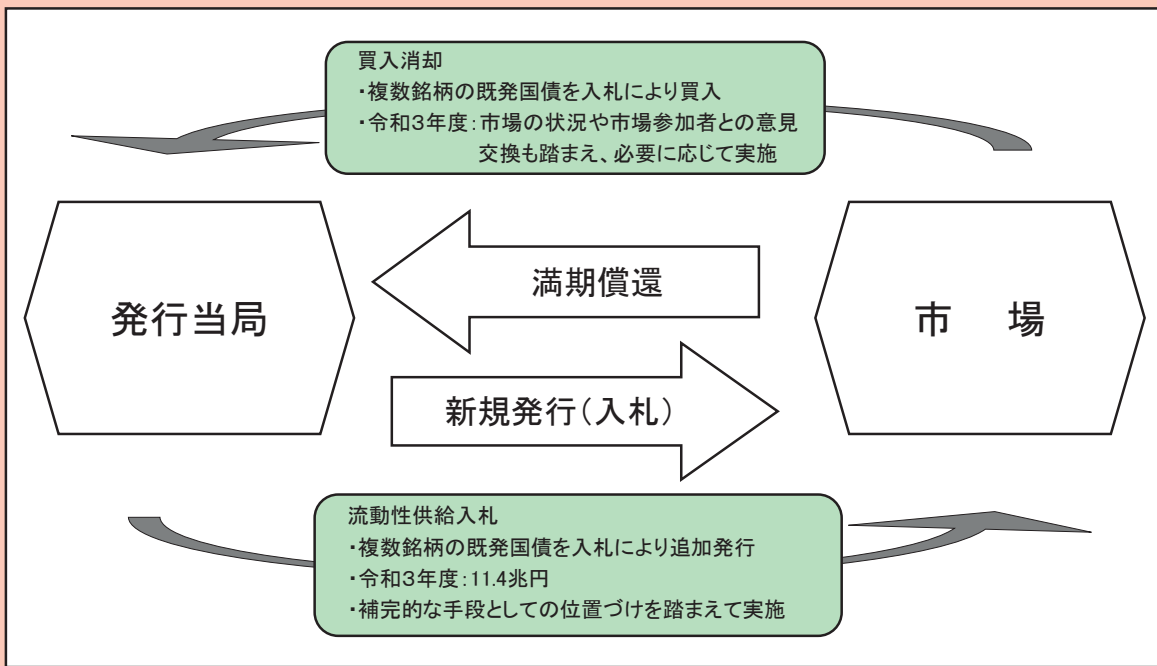 買入消却
・複数銘柄の既発国債を入札により買入
・令和3年度：市場の状況や市場参加者との意見
交換も踏まえ、必要に応じて実施
満期償還
発行当局
市　場
新規発行（入札）
流動性供給入札
・複数銘柄の既発国債を入札により追加発行
・令和3年度：11.4兆円
・補完的な手段としての位置づけを踏まえて実施